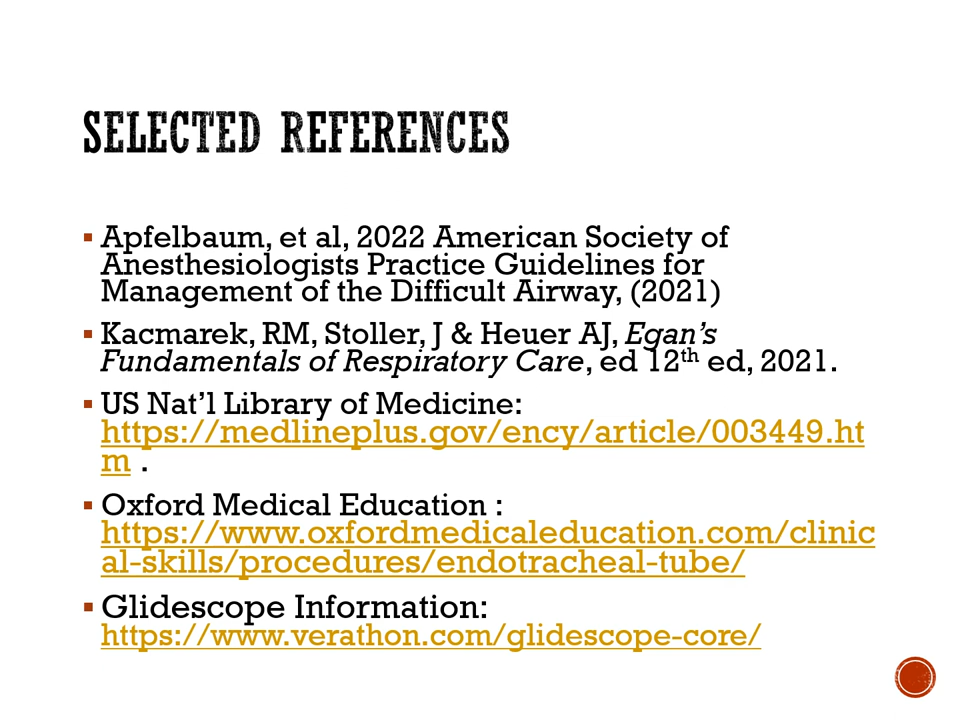 SELECTED REFERENCES
▪ Apfelbaum, et al, 2022 American Society of
Anesthesiologists Practice Guidelines for
Management of the Difficult Airway, (2021)
▪ Kacmarek, RM, Stoller, J & Heuer AJ, Egan’s
Fundamentals of Respiratory Care, ed 12th ed, 2021.
▪ US Nat’l Library of Medicine:
https://medlineplus.gov/ency/article/003449.ht
m .
▪ Oxford Medical Education :
https://www.oxfordmedicaleducation.com/clinic
al-skills/procedures/endotracheal-tube/
▪ Glidescope Information:
https://www.verathon.com/glidescope-core/